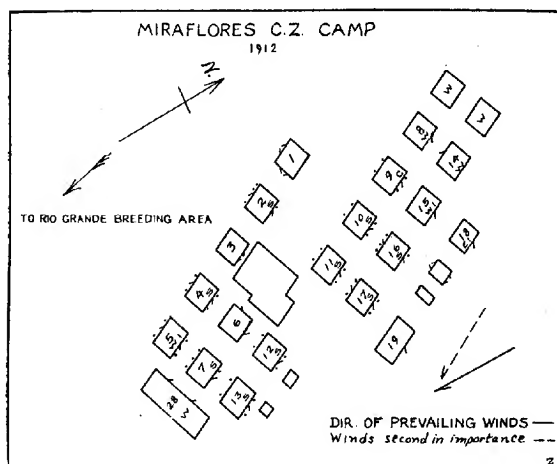 MIRAFLORES C.Z. CAMP
1912
N
TO RIO GRANDE BREEDING AREA
W
W
8 W
14 W
1
9 C
15 W
2 S
10 S
18 C
3
11 S
16 S
4 S
17 S
6
5 W
12 S
19
7 S
28 W
13 S
DIR. OF PREVAILING WINDS
Winds second in importance